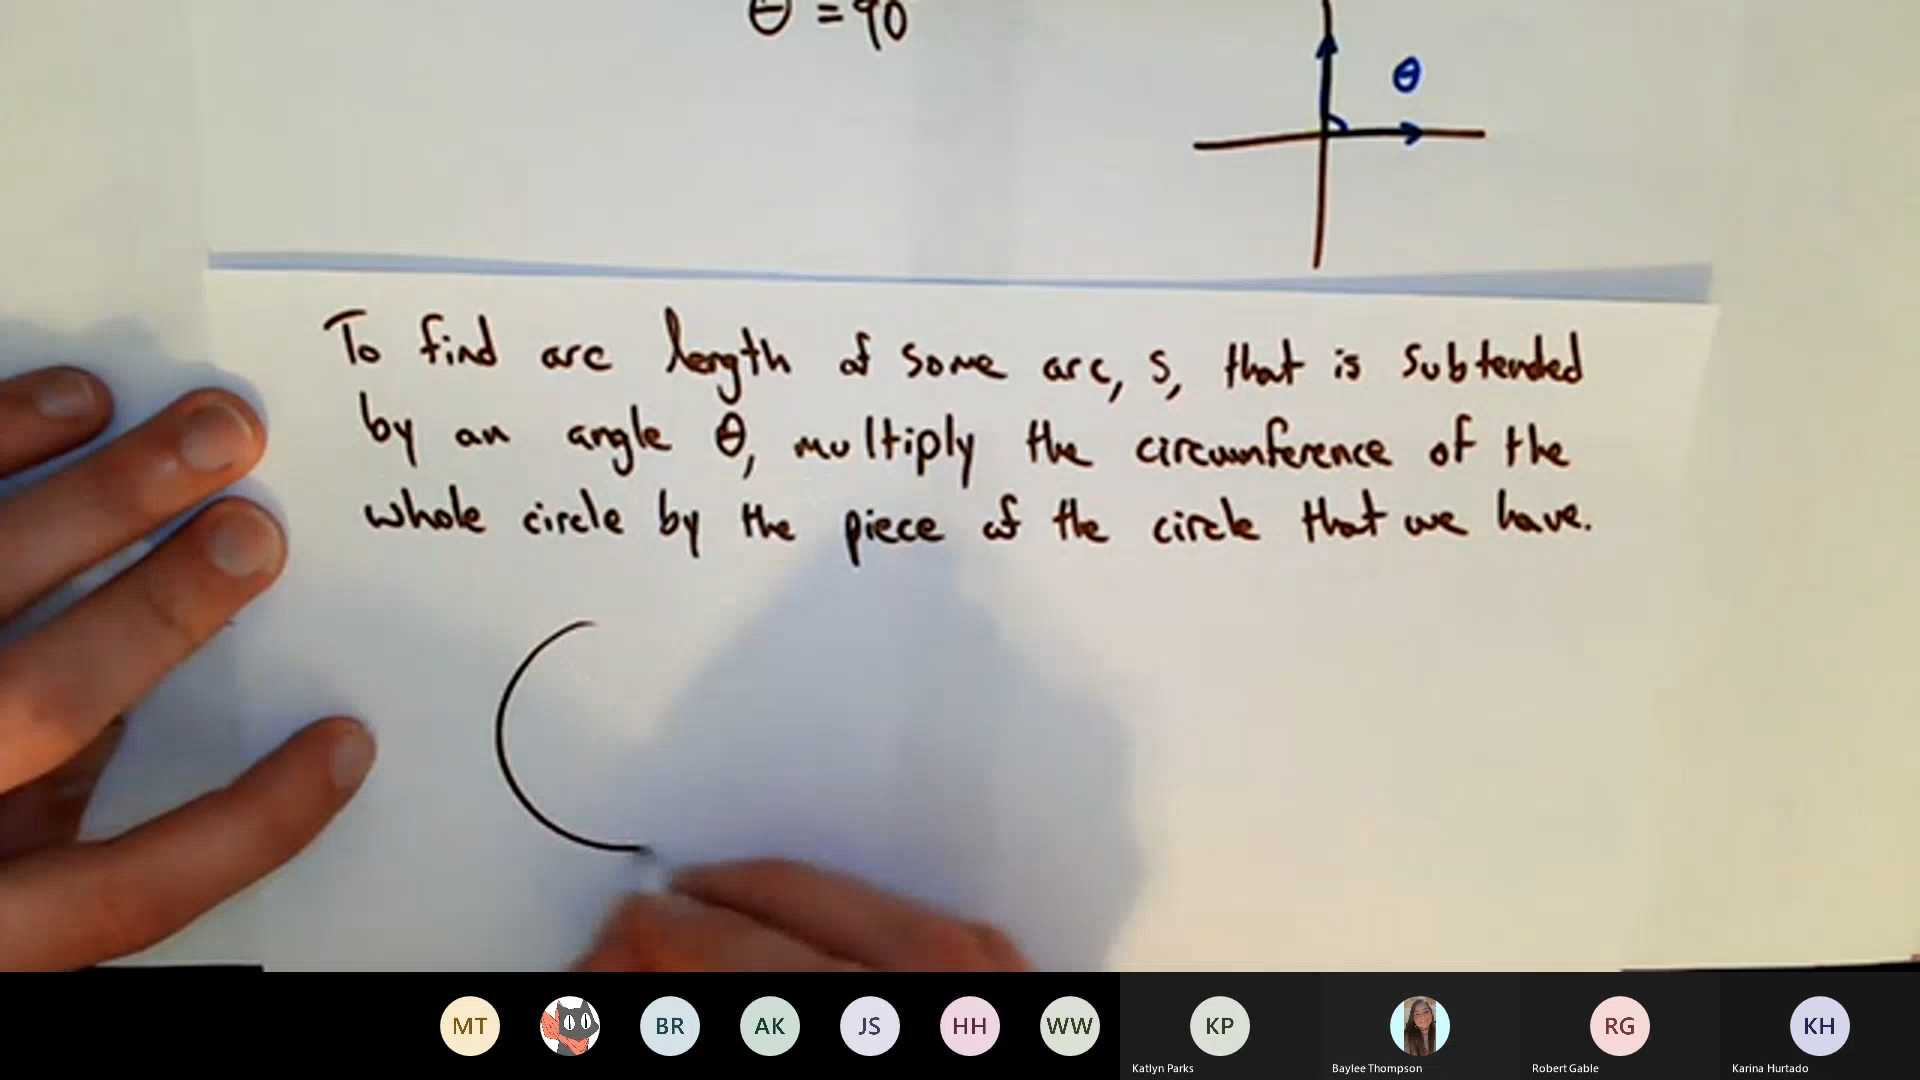 θ = 90
θ
To find arc length of some arc, s, that is subtended
by an angle θ, multiply the circumference of the
whole circle by the piece of the circle that we have.
MT
BR
AK
JS
HH
WW
KP
RG
KH
Katlyn Parks
Baylee Thompson
Robert Gable
Karina Hurtado